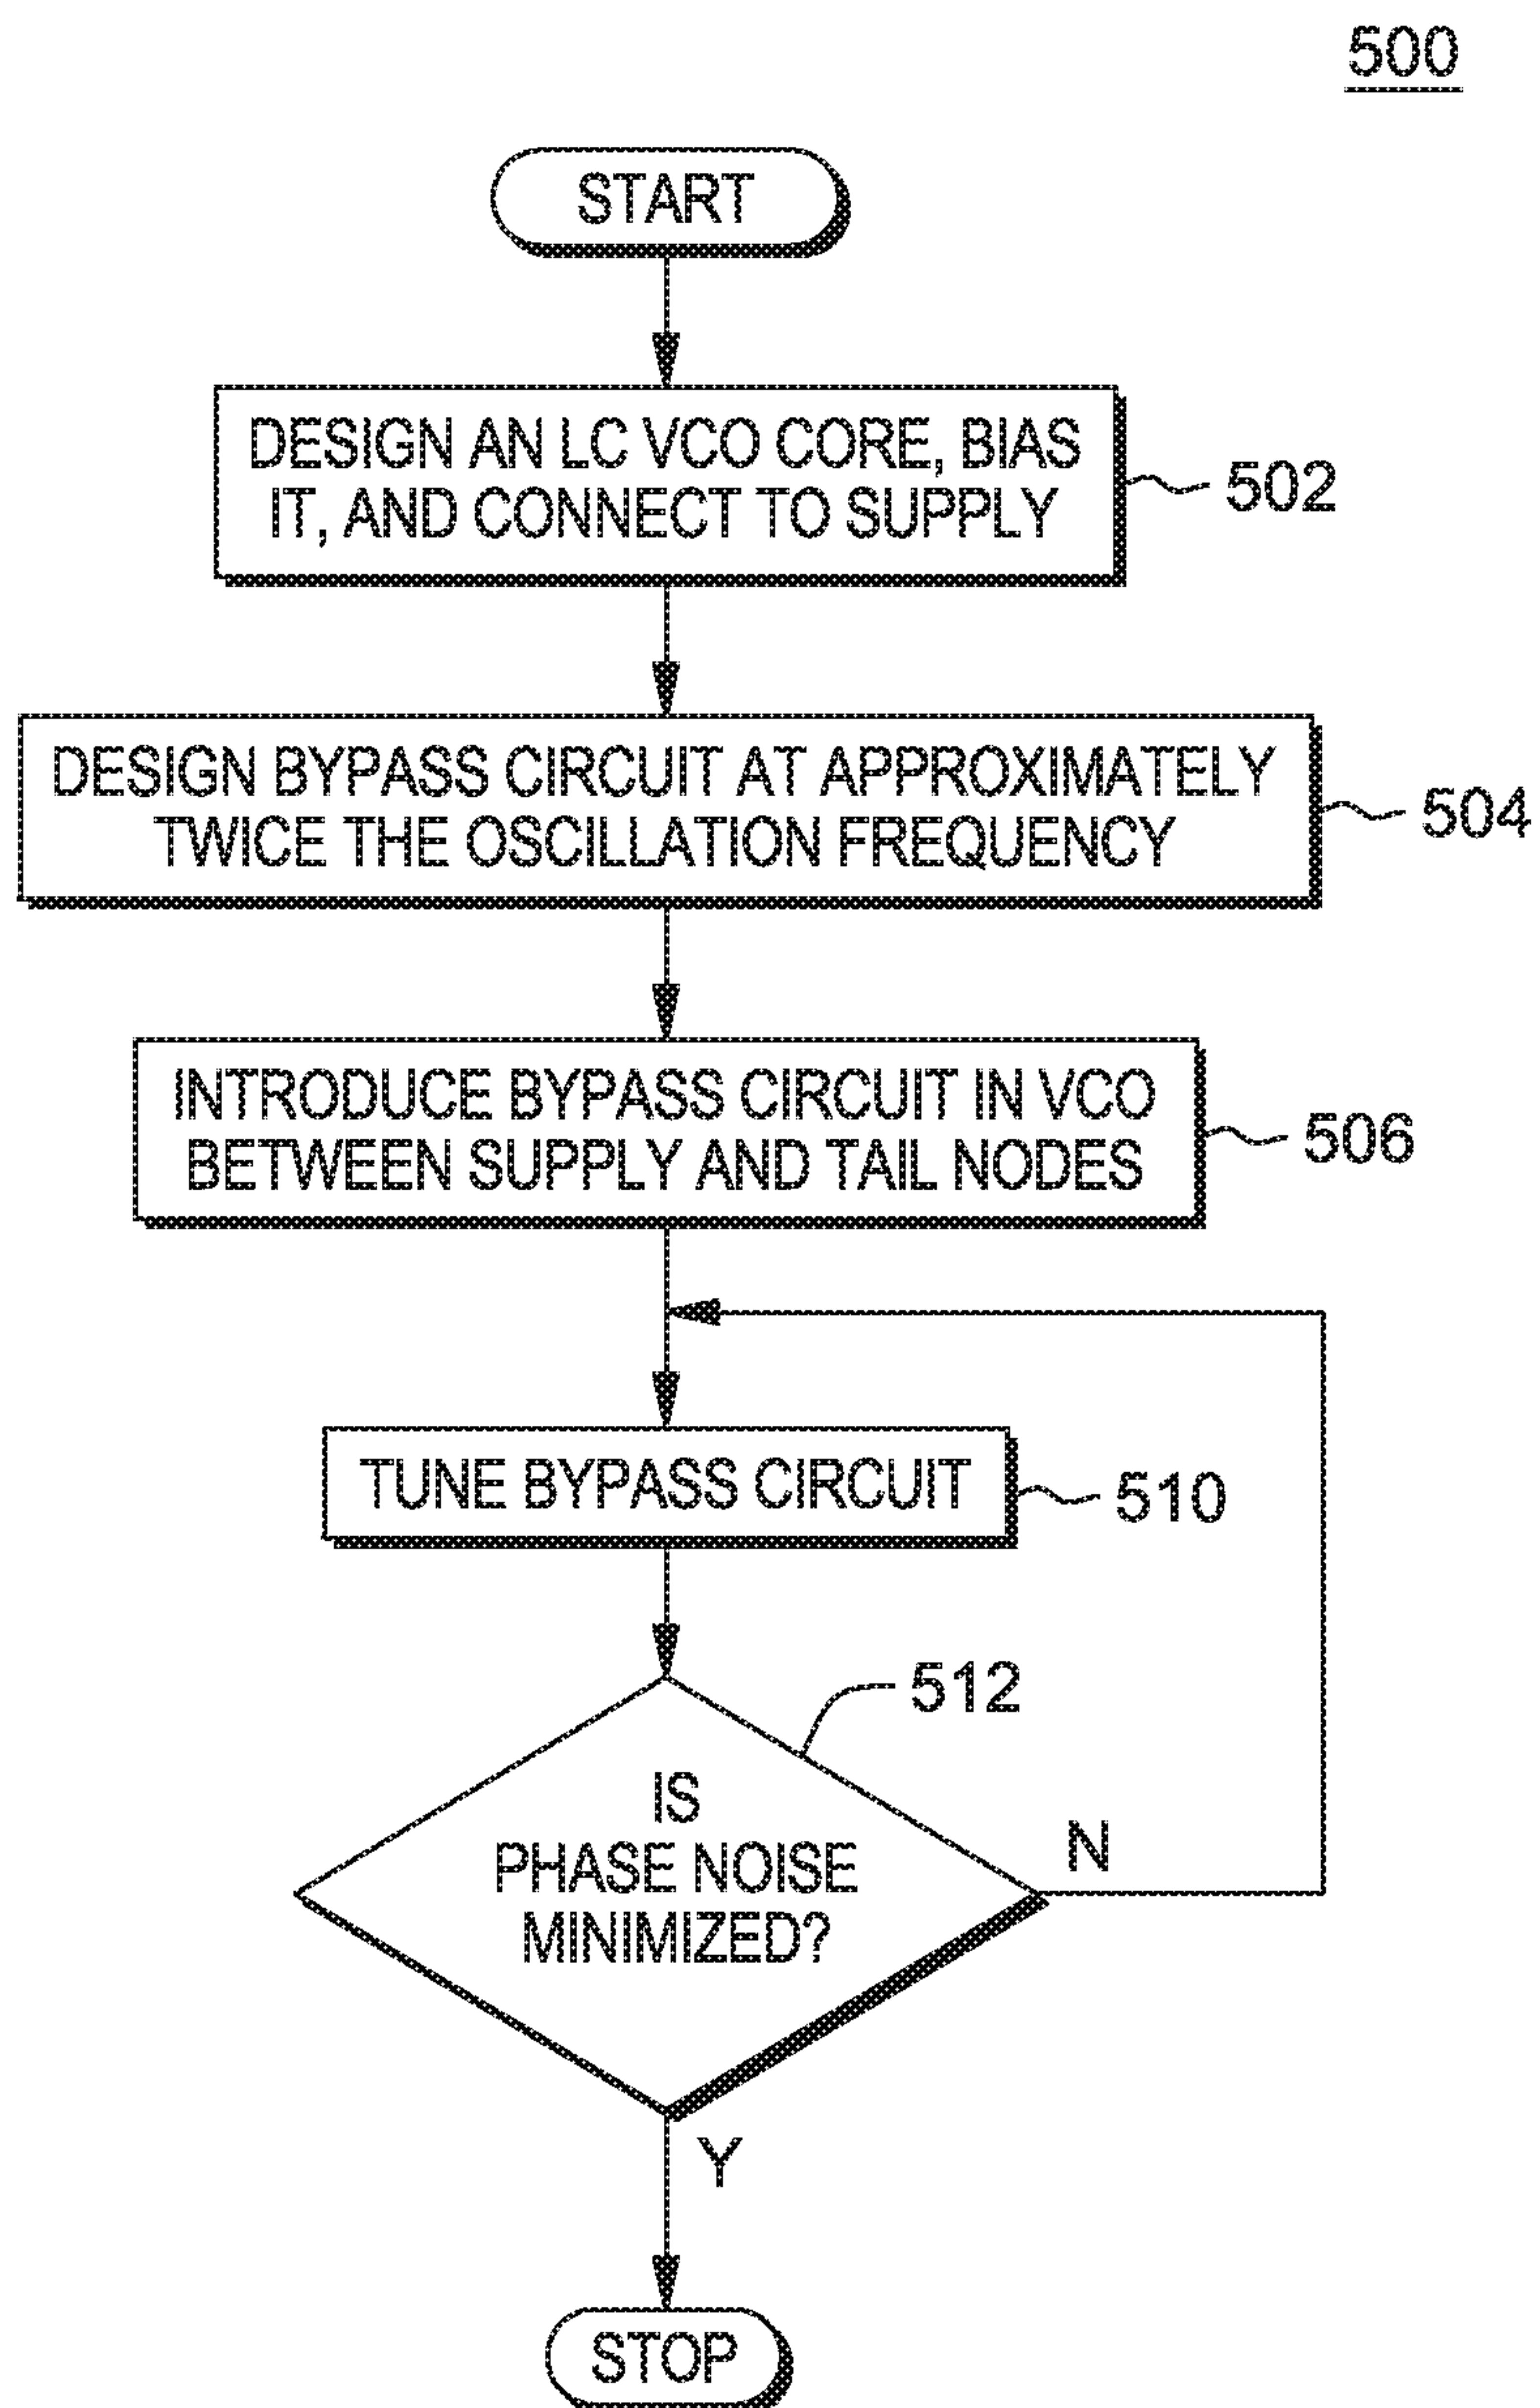 500
START
DESIGN AN LC VCO CORE, BIAS
IT, AND CONNECT TO SUPPLY
502
DESIGN BYPASS CIRCUIT AT APPROXIMATELY
TWICE THE OSCILLATION FREQUENCY
504
INTRODUCE BYPASS CIRCUIT IN VCO
BETWEEN SUPPLY AND TAIL NODES
506
TUNE BYPASS CIRCUIT
510
512
IS
PHASE NOISE
MINIMIZED?
N
Y
STOP